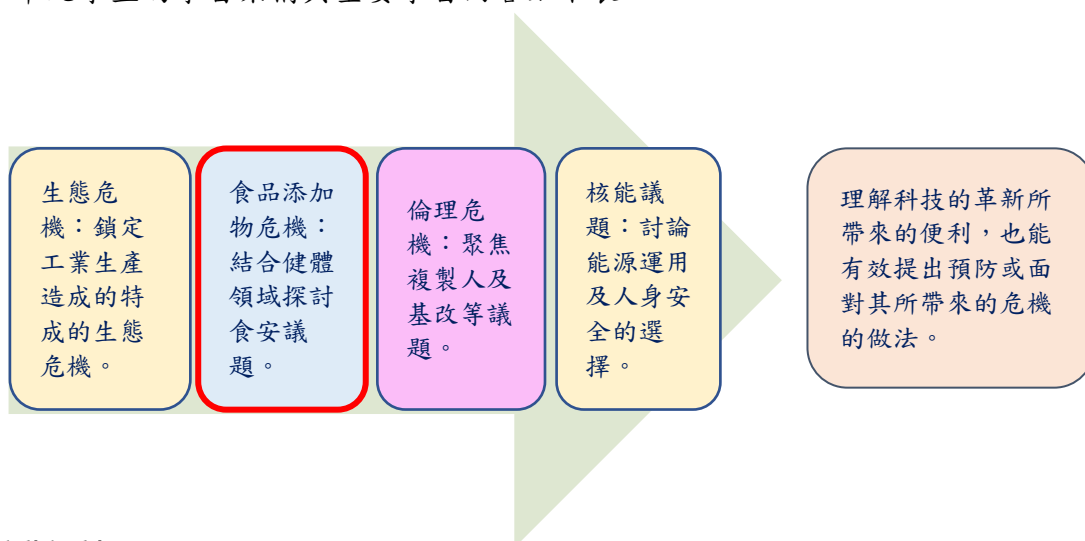 生態危
機：鎖定
工業生產
造成的特
成的生態
危機。
食品添加
物危機：
結合健體
領域探討
食安議
題。
倫理危
機：聚焦
複製人及
基改等議
題。
核能議
題：討論
能源運用
及人身安
全的選
擇。
理解科技的革新所
帶來的便利，也能
有效提出預防或面
對其所帶來的危機
的做法。